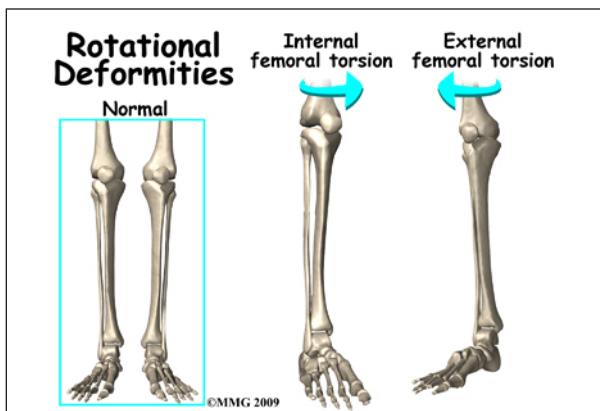 Rotational
Deformities
Normal
Internal
femoral torsion
External
femoral torsion
©MMG 2009